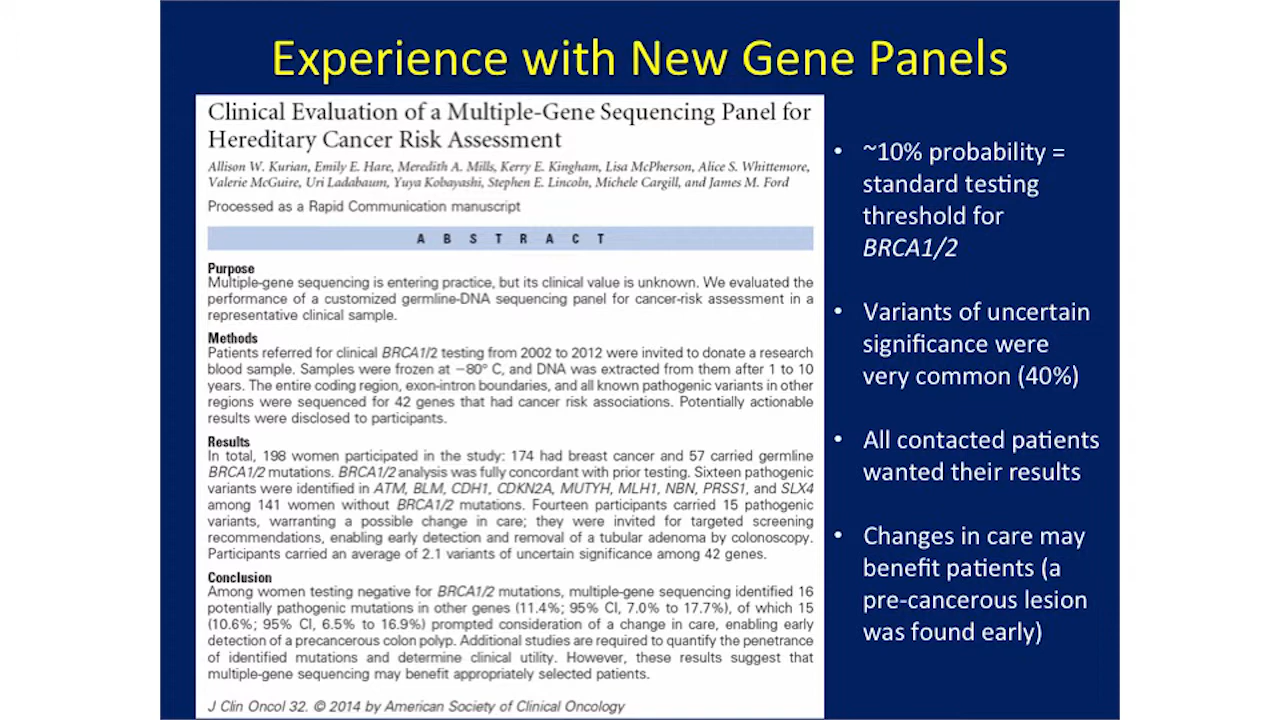 Experience with New Gene Panels
Clinical Evaluation of a Multiple-Gene Sequencing Panel for
Hereditary Cancer Risk Assessment
Allison W. Kurian, Emily E. Hare, Meredith A. Mills, Kerry E. Kingham, Lisa McPherson, Alice S. Whittemore,
Valerie McGuire, Uri Ladabaum, Yuya Kobayashi, Stephen E. Lincoln, Michele Cargill, and James M. Ford
Processed as a Rapid Communication manuscript
A B S T R A C T
Purpose
Multiple-gene sequencing is entering practice, but its clinical value is unknown. We evaluated the
performance of a customized germline-DNA sequencing panel for cancer-risk assessment in a
representative clinical sample.
Methods
Patients referred for clinical BRCA1/2 testing from 2002 to 2012 were invited to donate a research
blood sample. Samples were frozen at −80° C, and DNA was extracted from them after 1 to 10
years. The entire coding region, exon-intron boundaries, and all known pathogenic variants in other
regions were sequenced for 42 genes that had cancer risk associations. Potentially actionable
results were disclosed to participants.
Results
In total, 198 women participated in the study: 174 had breast cancer and 57 carried germline
BRCA1/2 mutations. BRCA1/2 analysis was fully concordant with prior testing. Sixteen pathogenic
variants were identified in ATM, BLM, CDH1, CDKN2A, MUTYH, MLH1, NBN, PRSS1, and SLX4
among 141 women without BRCA1/2 mutations. Fourteen participants carried 15 pathogenic
variants, warranting a possible change in care; they were invited for targeted screening
recommendations, enabling early detection and removal of a tubular adenoma by colonoscopy.
Participants carried an average of 2.1 variants of uncertain significance among 42 genes.
Conclusion
Among women testing negative for BRCA1/2 mutations, multiple-gene sequencing identified 16
potentially pathogenic mutations in other genes (11.4%; 95% CI, 7.0% to 17.7%), of which 15
(10.6%; 95% CI, 6.5% to 16.9%) prompted consideration of a change in care, enabling early
detection of a precancerous colon polyp. Additional studies are required to quantify the penetrance
of identified mutations and determine clinical utility. However, these results suggest that
multiple-gene sequencing may benefit appropriately selected patients.
J Clin Oncol 32. © 2014 by American Society of Clinical Oncology
• ~10% probability =
standard testing
threshold for
BRCA1/2
• Variants of uncertain
significance were
very common (40%)
• All contacted patients
wanted their results
• Changes in care may
benefit patients (a
pre-cancerous lesion
was found early)